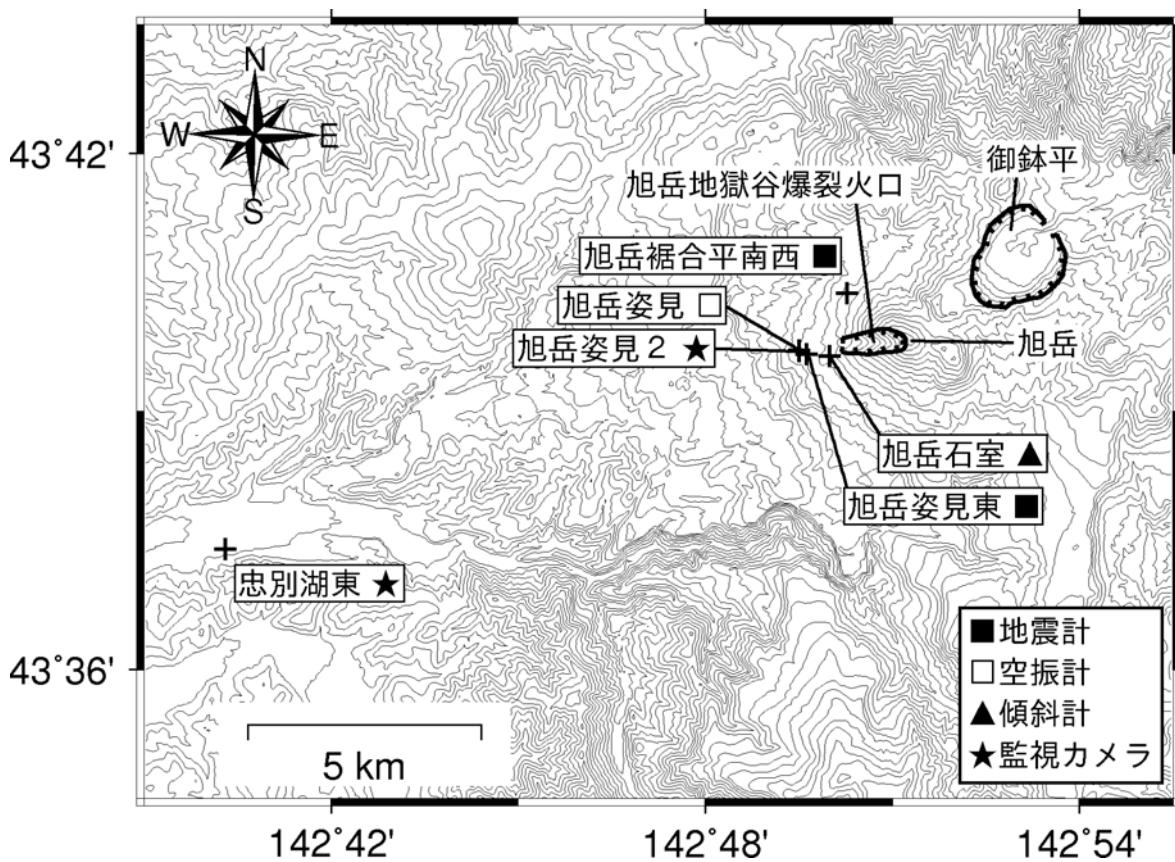 N
W E
S
43°42'
御鉢平
旭岳地獄谷爆裂火口
旭岳裾合平南西 ■
旭岳姿見 □
旭岳姿見２ ★
旭岳
旭岳石室 ▲
旭岳姿見東 ■
忠別湖東 ★
■地震計
□空振計
▲傾斜計
★監視カメラ
43°36'
5 km
142°42'
142°48'
142°54'